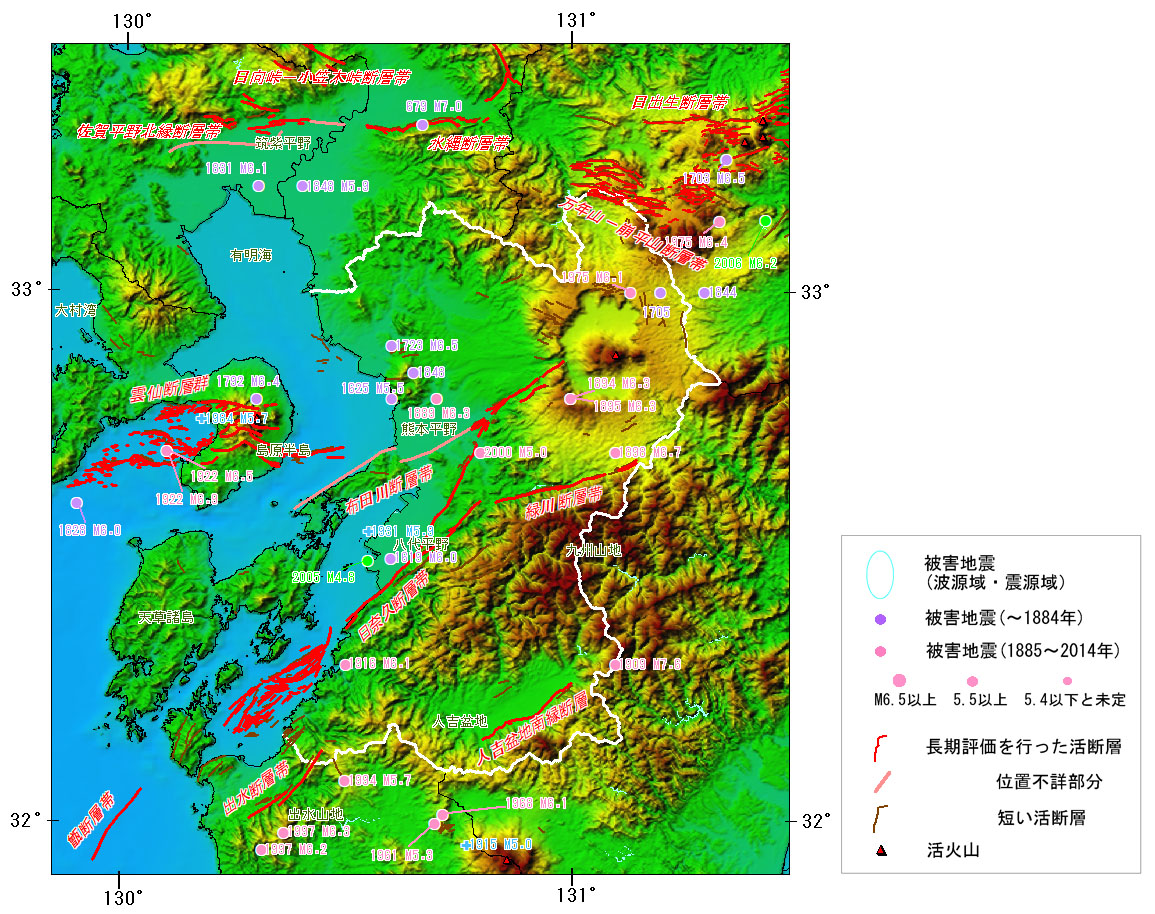 130°
131°
日向峠－小笠木峠断層帯
日出生断層帯
679 M7.0
佐賀平野北縁断層帯
筑紫平野
水縄断層帯
1831 M6.1
1848 M5.9
1703 M6.5
万年山－崩平山断層帯
1975 M6.4
2006 M6.2
有明海
1975 M6.1
33°
33°
1844
1705
大村湾
1723 M6.5
1848
1894 M6.3
1895 M6.3
雲仙断層群
1792 M6.4
1625 M5.5
1889 M6.3
1984 M5.7
熊本平野
島原半島
2000 M5.0
1898 M6.7
1922 M6.5
1922 M6.9
布田川断層帯
緑川断層帯
1828 M6.0
1931 M5.9
八代平野
1619 M6.0
九州山地
2005 M4.8
日奈久断層帯
天草諸島
1916 M6.1
1909 M7.6
人吉盆地
人吉盆地南縁断層
1994 M5.7
出水断層帯
1968 M6.1
出水山地
1997 M6.3
1997 M6.2
1961 M5.3
1915 M5.0
甑断層帯
32°
32°
130°
131°
被害地震
(波源域・震源域)
被害地震(～1884年)
被害地震(1885～2014年)
M6.5以上 5.5以上 5.4以下と未定
長期評価を行った活断層
位置不詳部分
短い活断層
活火山